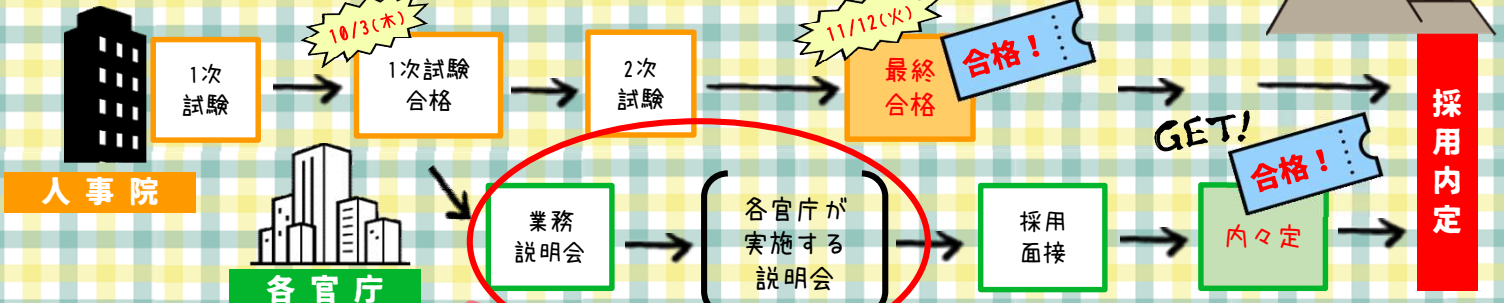 10/3(木)
11/12(火)
1次
試験
1次試験
合格
2次
試験
最終
合格
合格！
人事院
GET!
合格！
業務
説明会
各官庁が
実施する
説明会
採用
面接
内々定
採用内定
各官庁